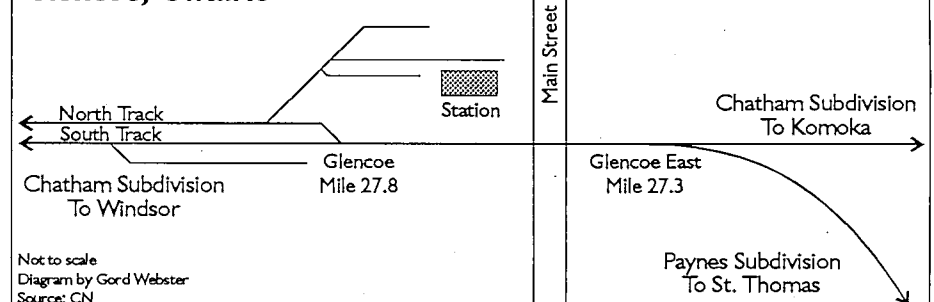 Main Street
Station
North Track
South Track
Chatham Subdivision
To Komoka
Glencoe
Mile 27.8
Glencoe East
Mile 27.3
Chatham Subdivision
To Windsor
Paynes Subdivision
To St. Thomas
Not to scale
Diagram by Gord Webster
Source: CN